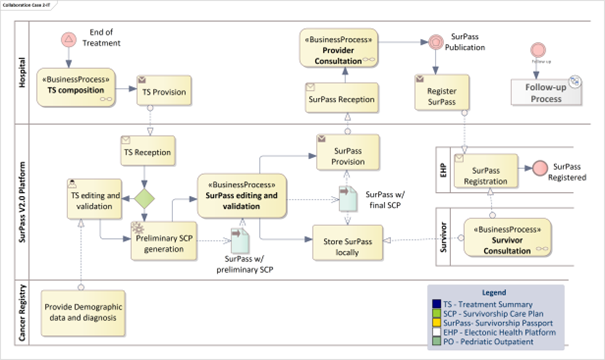 Collaboration Case 2-IT
Hospital
End of
Treatment
«BusinessProcess»
TS composition
TS Provision
«BusinessProcess»
Provider
Consultation
SurPass
Publication
SurPass Reception
Register
SurPass
Follow-up
Follow-up
Process
SurPass V2.0 Platform
TS Reception
TS editing and
validation
Preliminary SCP
generation
«BusinessProcess»
SurPass editing and
validation
SurPass w/
preliminary SCP
SurPass
Provision
SurPass w/
final SCP
Store SurPass
locally
EHP
SurPass
Registration
SurPass
Registered
Survivor
«BusinessProcess»
Survivor
Consultation
Cancer Registry
Provide Demographic
data and diagnosis
Legend
TS - Treatment Summary
SCP - Survivorship Care Plan
SurPass- Survivorship Passport
EHP - Electonic Health Platform
PO - Pedriatic Outpatient